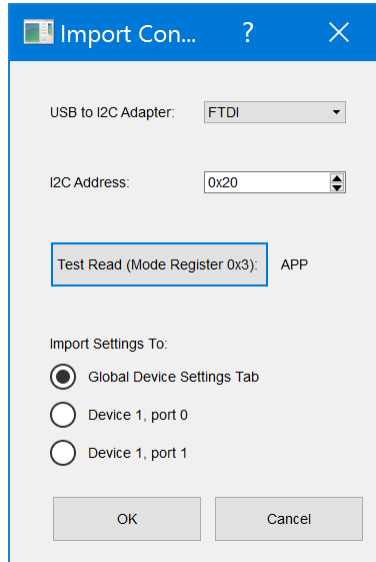 Import Con... ?
USB to I2C Adapter: FTDI
I2C Address: 0x20
Test Read (Mode Register 0x3): APP
Import Settings To:
Global Device Settings Tab
Device 1, port 0
Device 1, port 1
OK Cancel